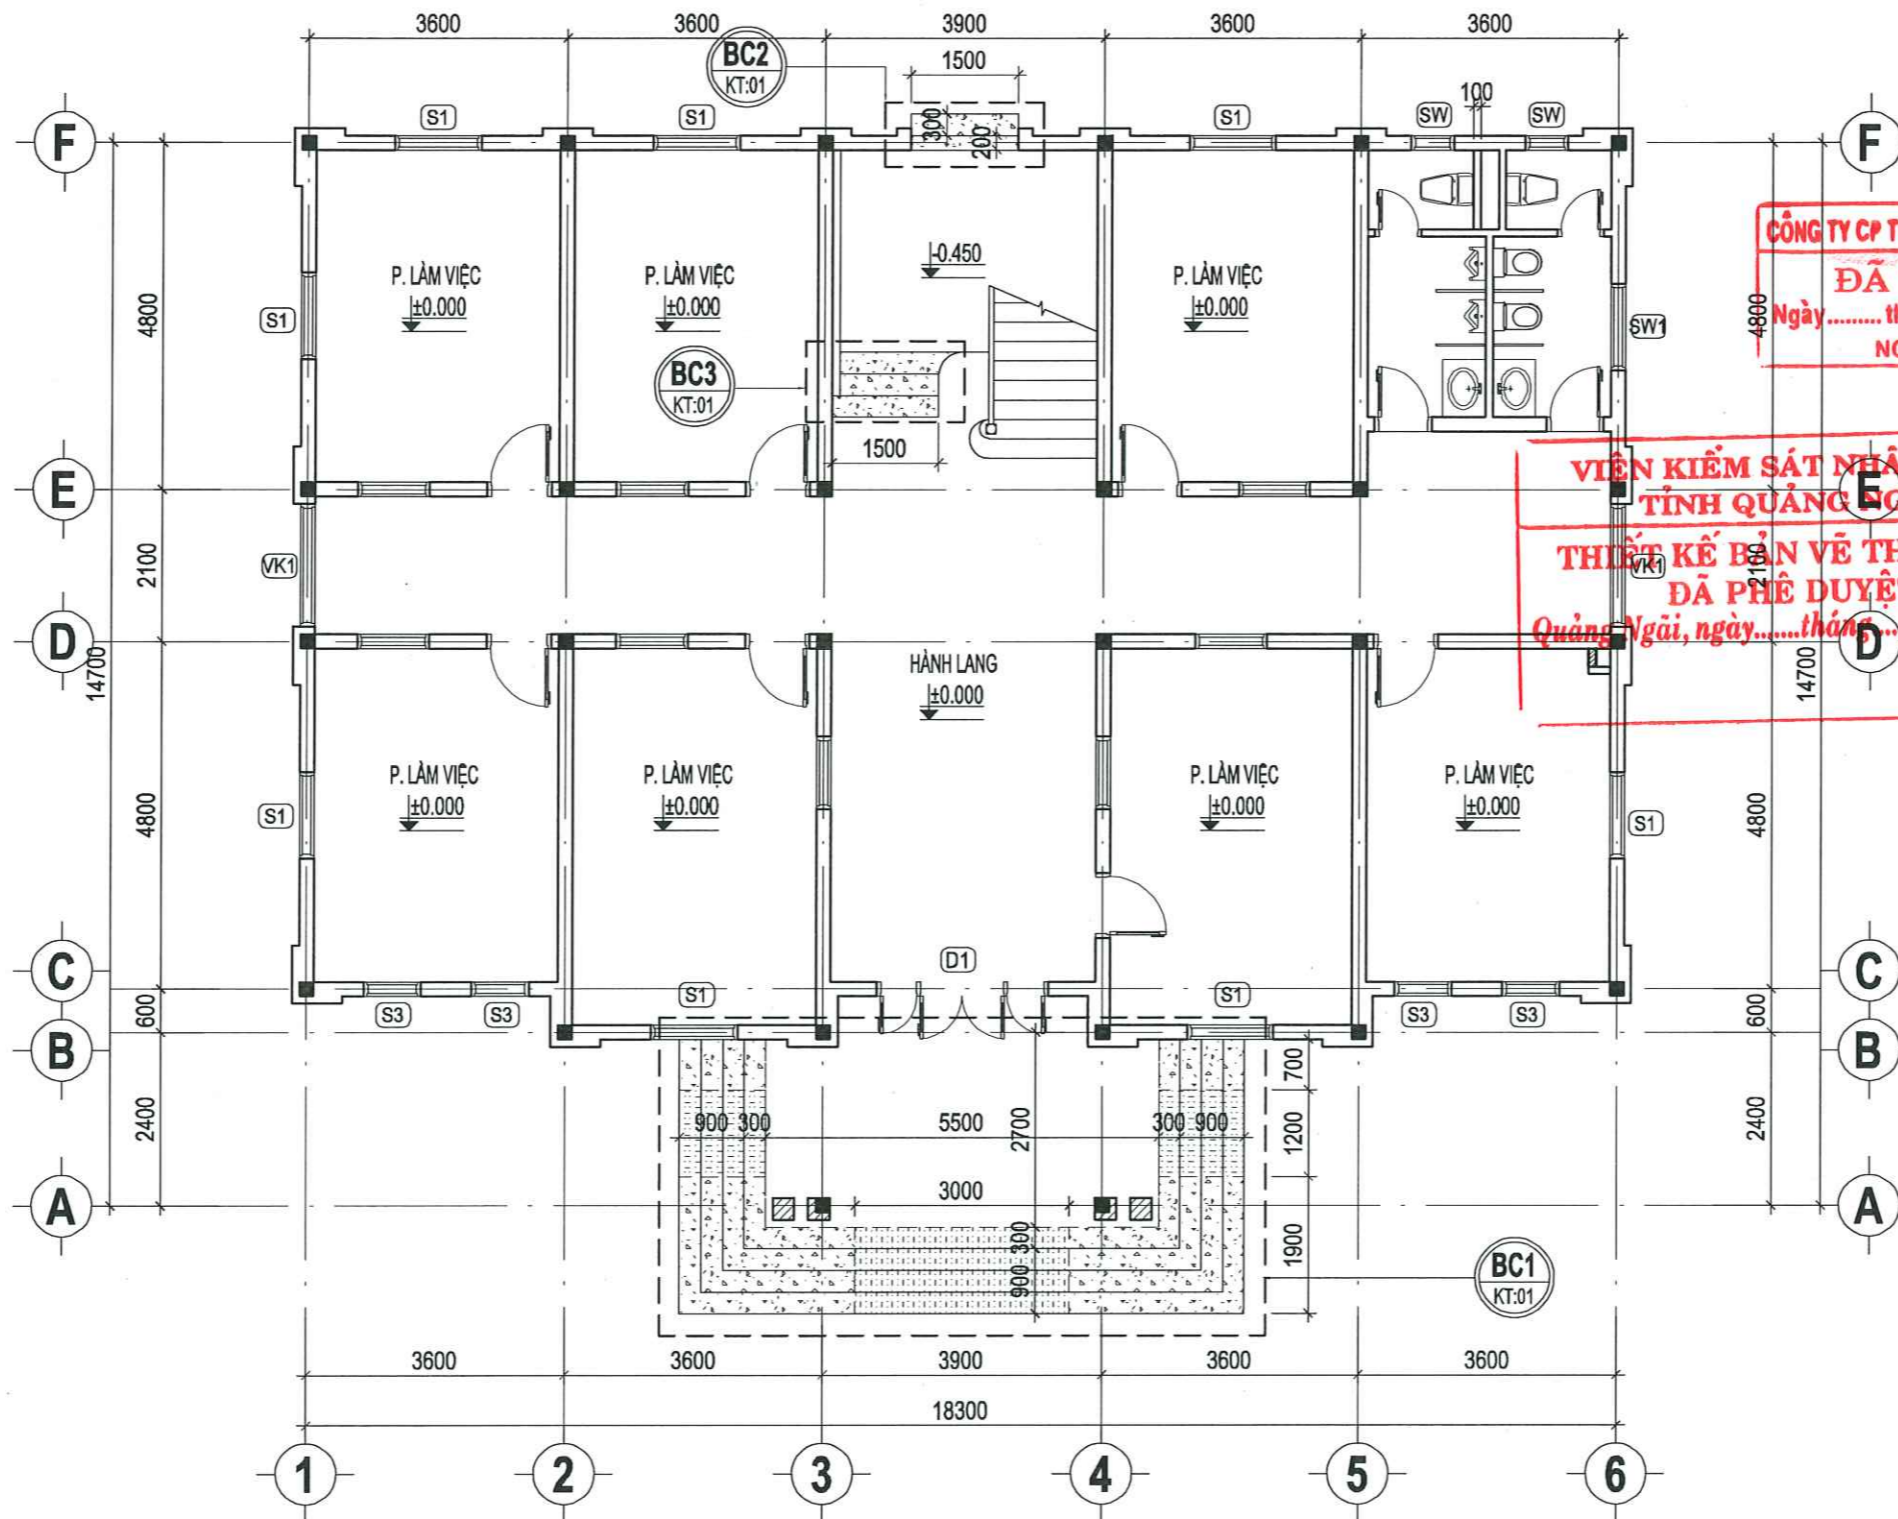 3600 3600 3900 3600 3600
BC2
KT:01
1500
100
S1 S1 S1 SW SW
300
200
F F
CÔNG TY CP T
ĐÃ
Ngày......... th
NG
-0.450
P. LÀM VIỆC P. LÀM VIỆC P. LÀM VIỆC
±0.000 ±0.000 ±0.000
4800 S1 SW1 4800
BC3
KT:01
1500
E E
VIỆN KIỂM SÁT NHÂ
TỈNH QUẢNG NG
THIẾT KẾ BẢN VẼ TH
ĐÃ PHÊ DUYỆ
Quảng Ngãi, ngày.......tháng.....
2100 VK1 VK1 2100
D D
14700 14700
HÀNH LANG
±0.000
P. LÀM VIỆC P. LÀM VIỆC P. LÀM VIỆC P. LÀM VIỆC
±0.000 ±0.000 ±0.000 ±0.000
4800 S1 S1 4800
C C
D1
S3 S3 S1 S1 S3 S3
600 600
B B
700
2400 900 300 5500 2700 300 900 1200 2400
3000
A A
300 1900
900
BC1
KT:01
3600 3600 3900 3600 3600
18300
1 2 3 4 5 6